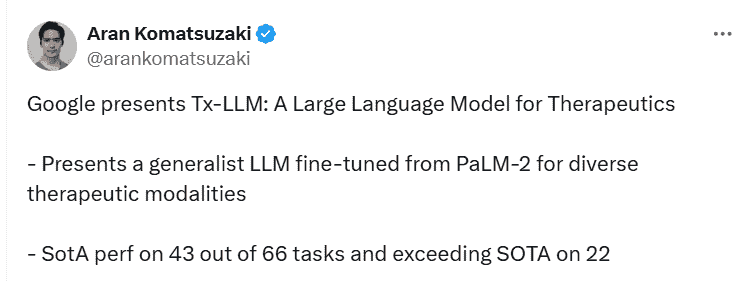 Aran Komatsuzaki
@arankomatsuzaki
Google presents Tx-LLM: A Large Language Model for Therapeutics
- Presents a generalist LLM fine-tuned from PaLM-2 for diverse
therapeutic modalities
- SotA perf on 43 out of 66 tasks and exceeding SOTA on 22